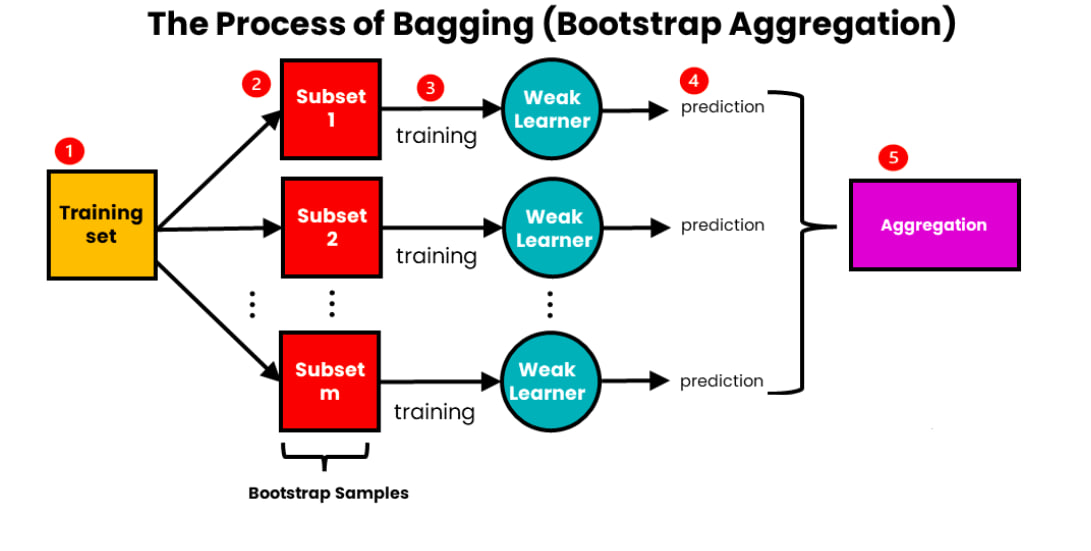 The Process of Bagging (Bootstrap Aggregation)
1
Training
set
2
Subset
1
3
training
Weak
Learner
4
prediction
Subset
2
training
Weak
Learner
prediction
Subset
m
training
Weak
Learner
prediction
Bootstrap Samples
5
Aggregation